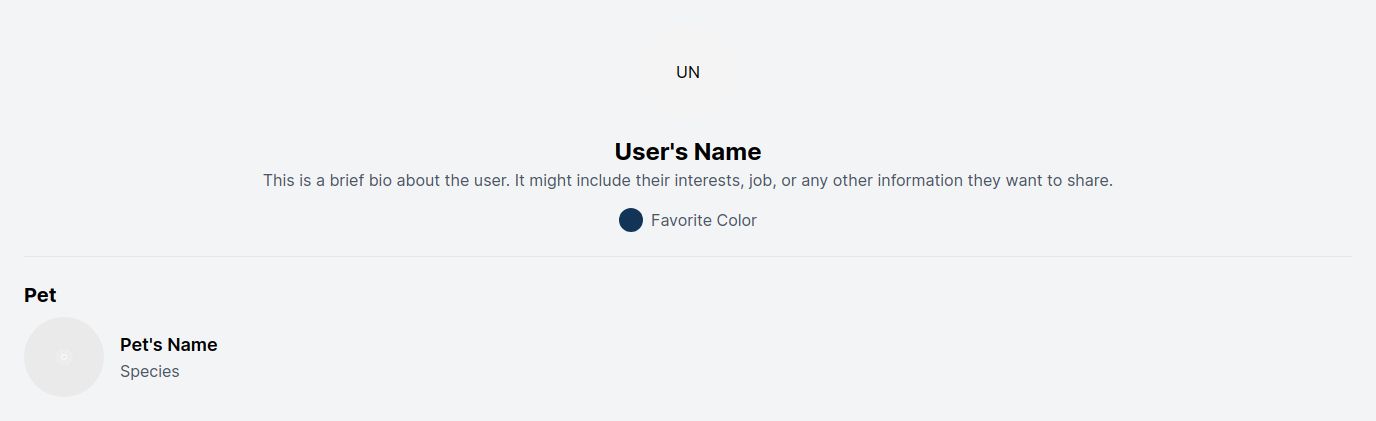 UN
User's Name
This is a brief bio about the user. It might include their interests, job, or any other information they want to share.
Favorite Color
Pet
Pet's Name
Species